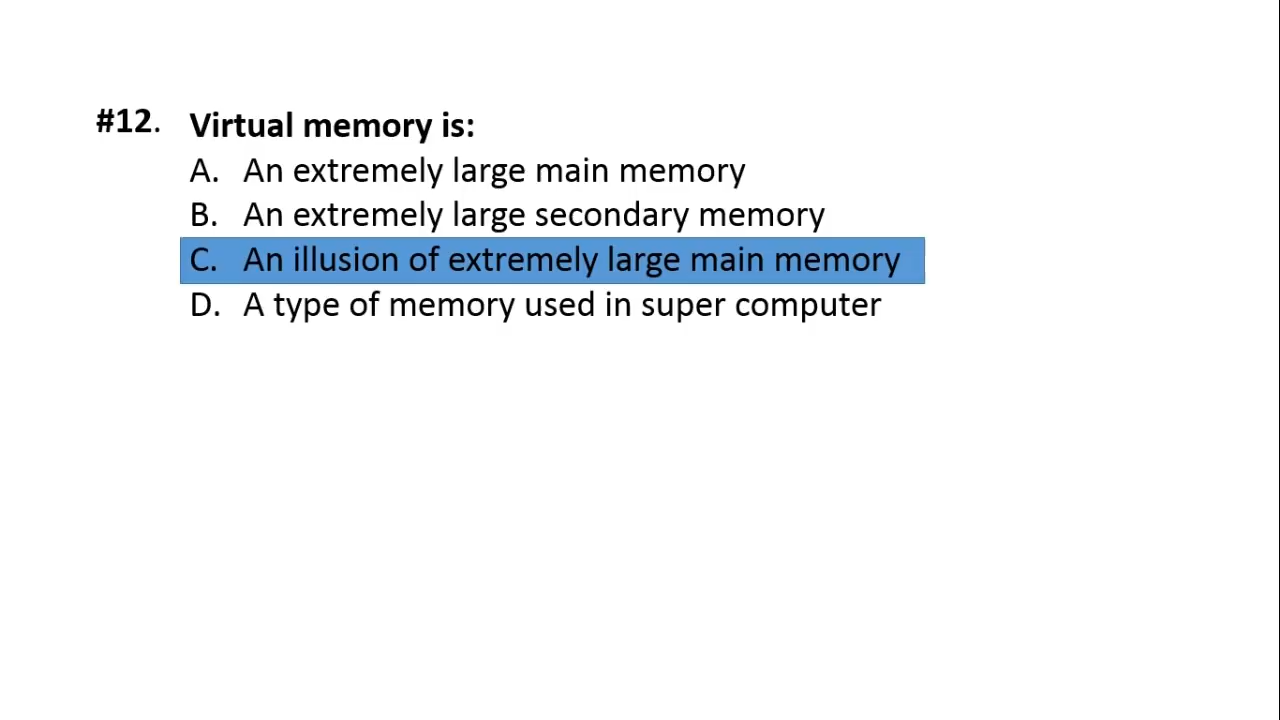 #12. Virtual memory is:
A. An extremely large main memory
B. An extremely large secondary memory
C. An illusion of extremely large main memory
D. A type of memory used in super computer